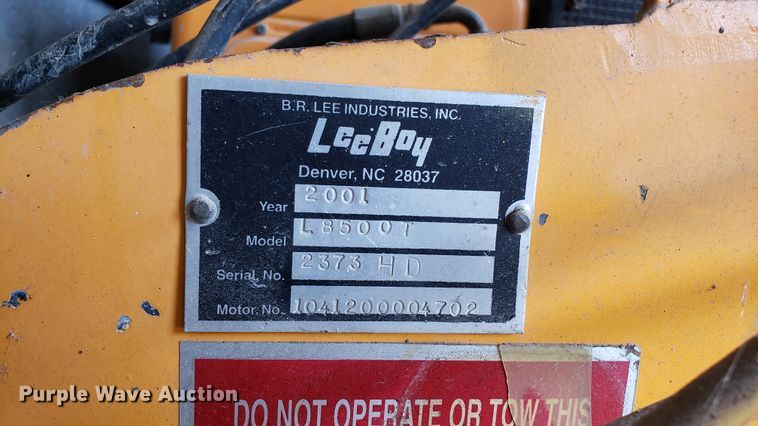 B.R. LEE INDUSTRIES, INC.
LeeBoy
Denver, NC 28037
Year 2001
Model L8500T
Serial. No. 2373 HD
Motor. No. 1041200004702
Purple Wave Auction
DO NOT OPERATE OR TOW THIS